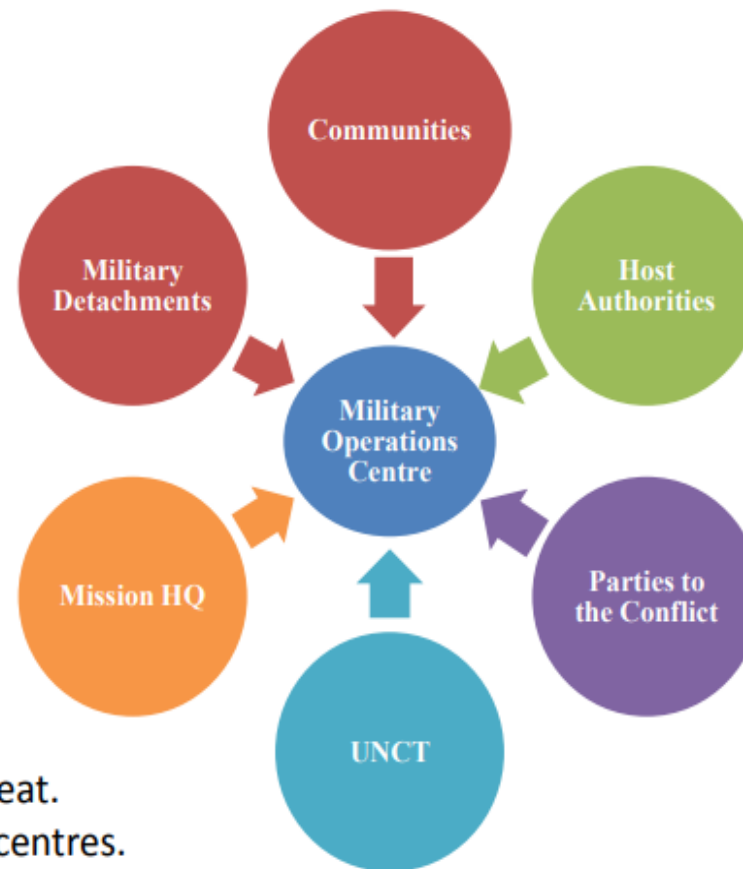 Communities
Military
Detachments
Host
Authorities
Military
Operations
Centre
Mission HQ
Parties to
the Conflict
UNCT
eat.
centres.